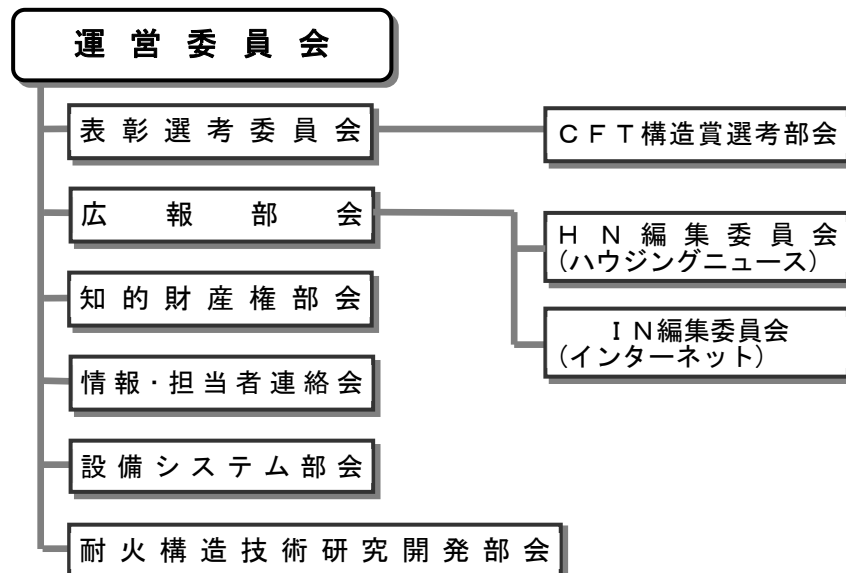 運営委員会
表彰選考委員会
CFT構造賞選考部会
広報部会
HN編集委員会
(ハウジングニュース)
IN編集委員会
(インターネット)
知的財産権部会
情報・担当者連絡会
設備システム部会
耐火構造技術研究開発部会